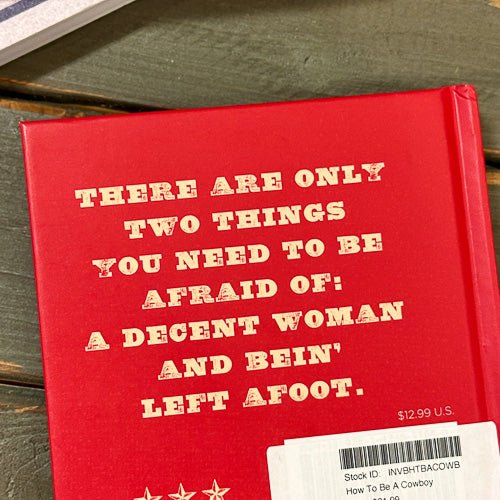 THERE ARE ONLY
TWO THINGS
YOU NEED TO BE
AFRAID OF:
A DECENT WOMAN
AND BEIN'
LEFT AFOOT.
$12.99 U.S.
Stock ID: INVBHTBACOWB
How To Be A Cowboy